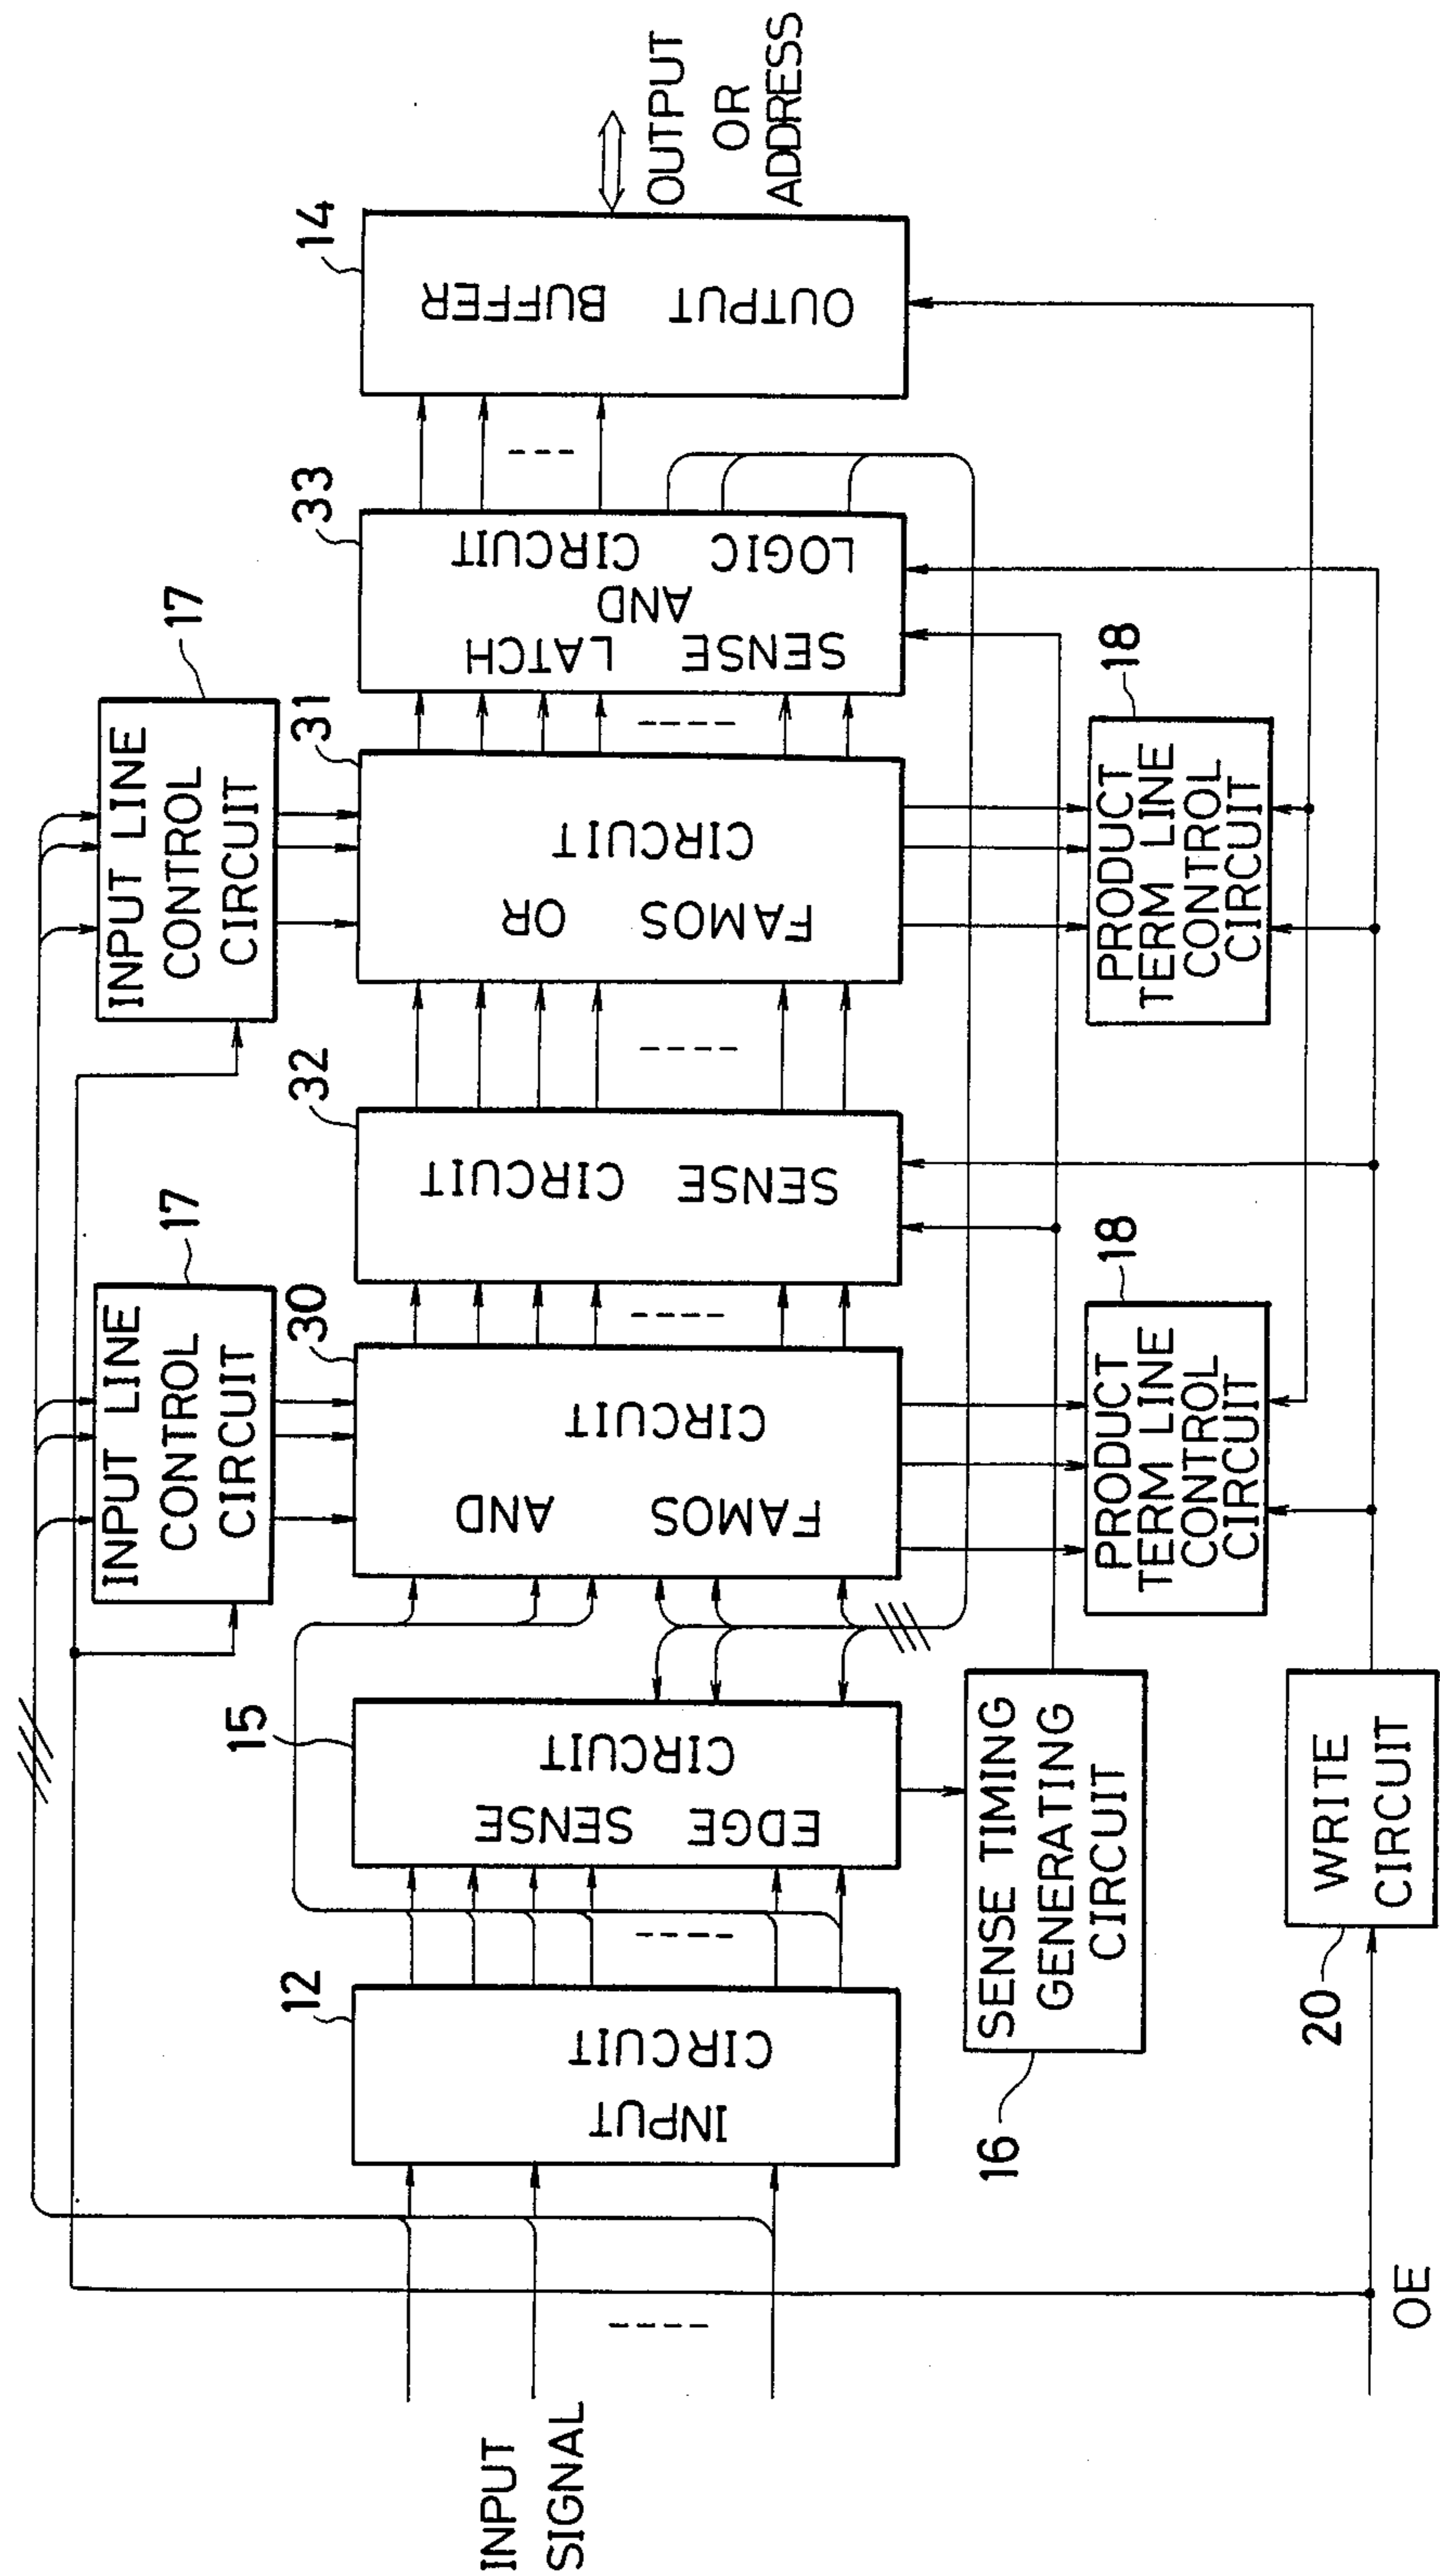 INPUT
SIGNAL
OE
12
INPUT
CIRCUIT
15
EDGE SENSE
CIRCUIT
16
SENSE TIMING
GENERATING
CIRCUIT
20
WRITE
CIRCUIT
17
INPUT LINE
CONTROL
CIRCUIT
30
FAMOS AND
CIRCUIT
18
PRODUCT
TERM LINE
CONTROL
CIRCUIT
32
SENSE CIRCUIT
17
INPUT LINE
CONTROL
CIRCUIT
31
FAMOS OR
CIRCUIT
18
PRODUCT
TERM LINE
CONTROL
CIRCUIT
33
SENSE LATCH
AND
LOGIC CIRCUIT
14
OUTPUT BUFFER
OUTPUT
OR
ADDRESS